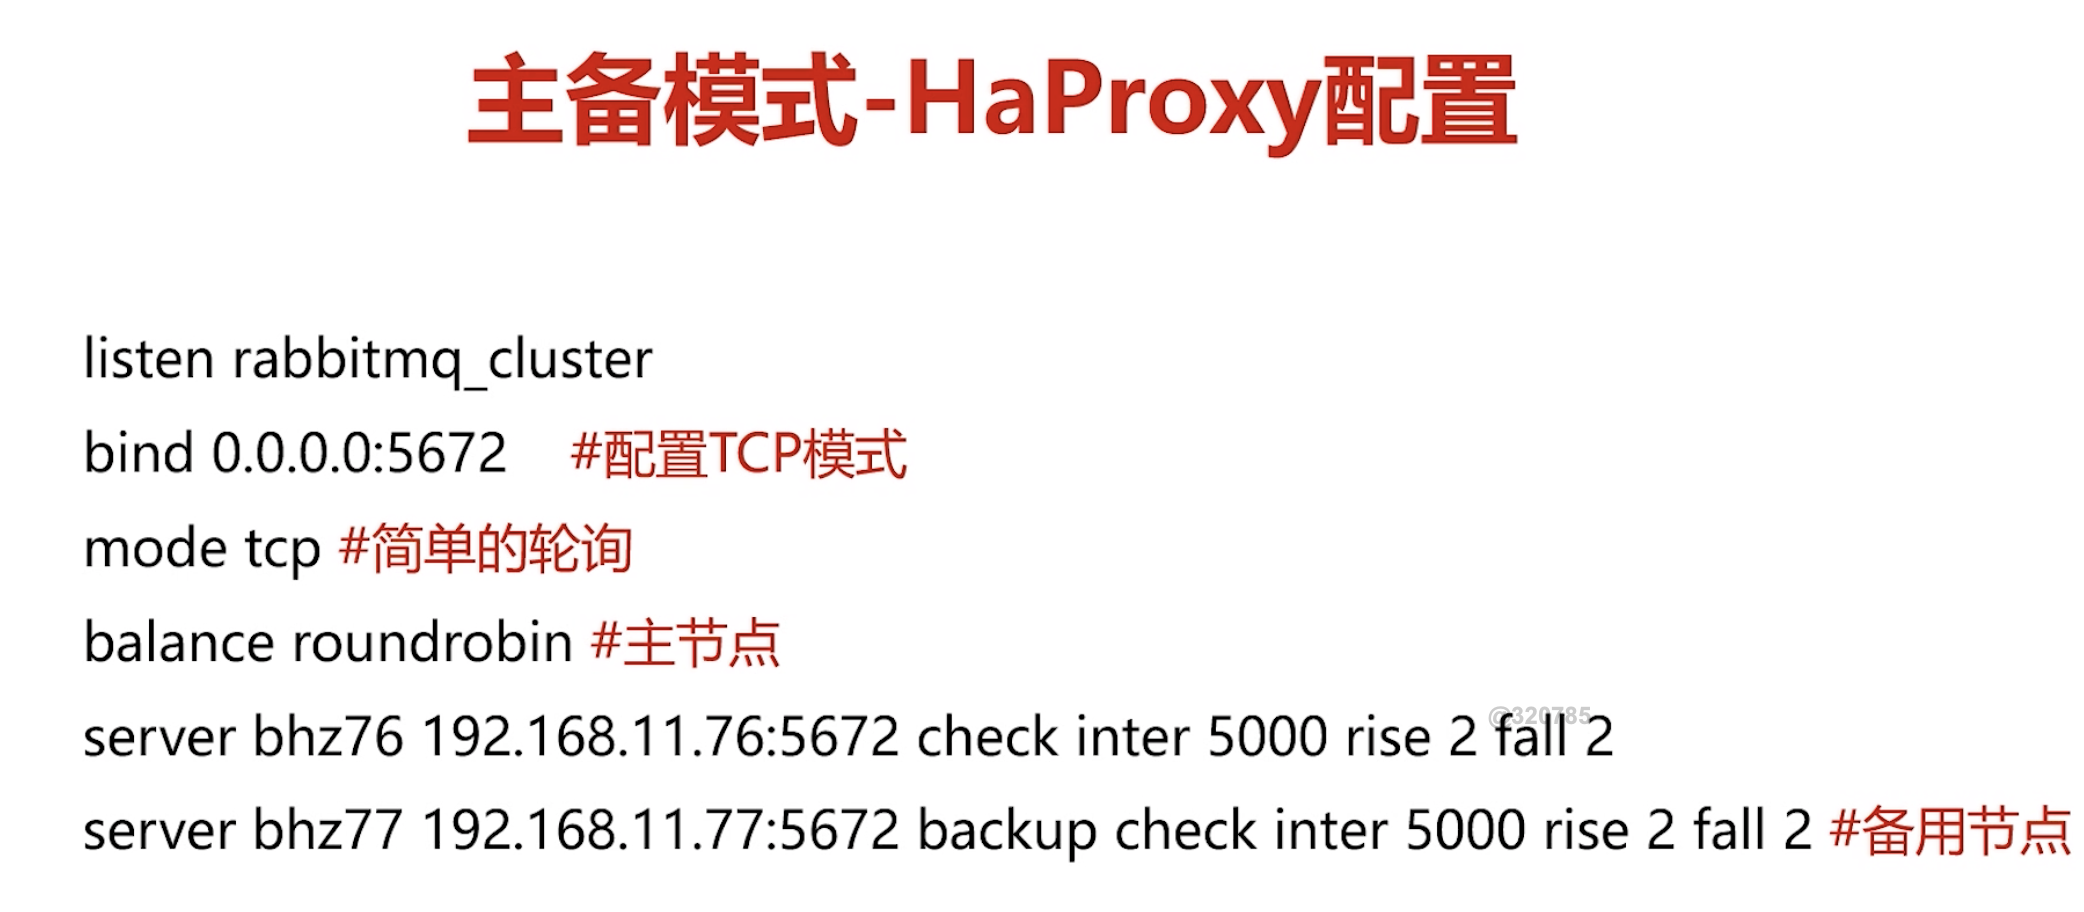 主备模式-HaProxy配置
listen rabbitmq_cluster
bind 0.0.0.0:5672 #配置TCP模式
mode tcp #简单的轮询
balance roundrobin #主节点
@320785
server bhz76 192.168.11.76:5672 check inter 5000 rise 2 fall 2
server bhz77 192.168.11.77:5672 backup check inter 5000 rise 2 fall 2 #备用节点